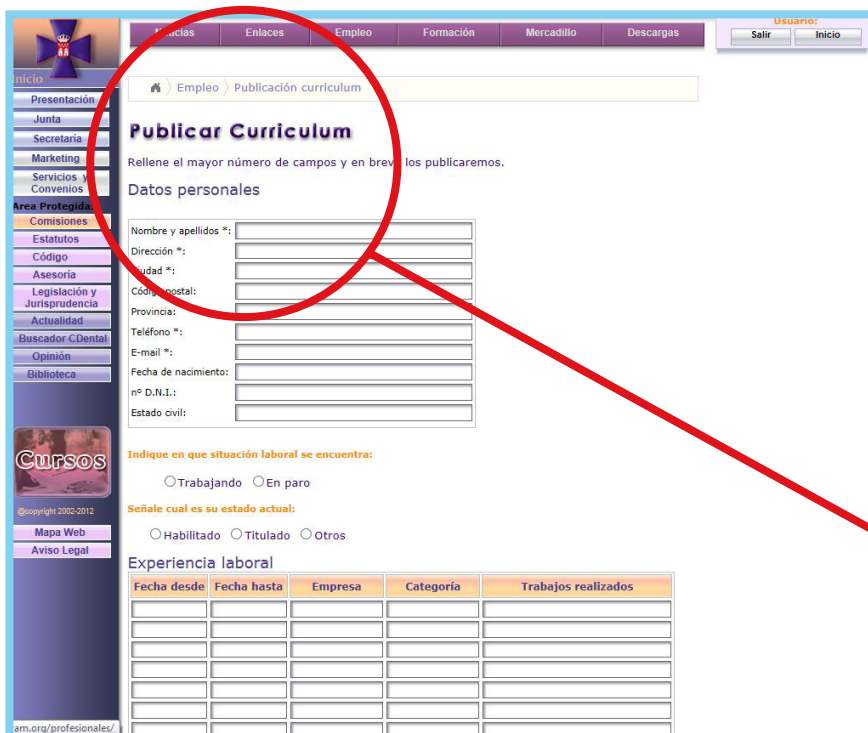 Noticias Enlaces Empleo Formación Mercadillo Descargas
Usuario:
Salir Inicio
Inicio
Presentación
Junta
Secretaría
Marketing
Servicios y
Convenios
Area Protegida
Comisiones
Estatutos
Código
Asesoría
Legislación y
Jurisprudencia
Actualidad
Buscador CDental
Opinión
Biblioteca
Cursos
@copyright 2002-2012
Mapa Web
Aviso Legal
am.org/profesionales/
Empleo Publicación curriculum
Publicar Curriculum
Rellene el mayor número de campos y en breve los publicaremos.
Datos personales
Nombre y apellidos *:
Dirección *:
Ciudad *:
Código postal:
Provincia:
Teléfono *:
E-mail *:
Fecha de nacimiento:
nº D.N.I.:
Estado civil:
Indique en que situación laboral se encuentra:
Trabajando En paro
Señale cual es su estado actual:
Habilitado Titulado Otros
Experiencia laboral
Fecha desde Fecha hasta Empresa Categoría Trabajos realizados